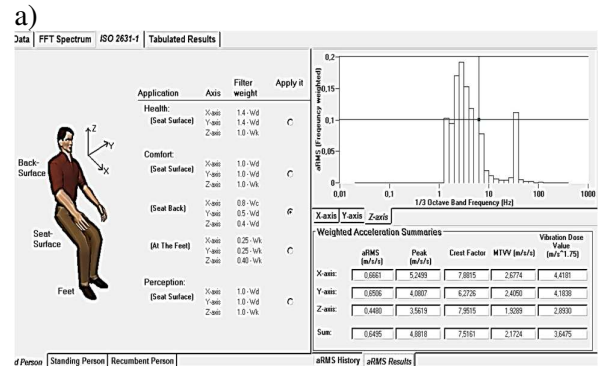 a)
Data FFT Spectrum ISO 2631-1 Tabulated Results
Application Axis Filter weight Apply it
Health:
(Seat Surface) X-axis 1.4 - Wd
Y-axis 1.4 - Wd
Z-axis 1.0 - Wk
Comfort:
(Seat Surface) X-axis 1.0 - Wd
Y-axis 1.0 - Wd
Z-axis 1.0 - Wk
(Seat Back) X-axis 0.8 - Wc
Y-axis 0.5 - Wd
Z-axis 0.4 - Wd
(At The Feet) X-axis 0.25 - Wk
Y-axis 0.25 - Wk
Z-axis 0.40 - Wk
Perception:
(Seat Surface) X-axis 1.0 - Wd
Y-axis 1.0 - Wd
Z-axis 1.0 - Wk
Z
Y
X
Back-
Surface
Seat-
Surface
Feet
d Person Standing Person Recumbent Person
aRMS (Freqeuncy weighted)
0,2
0,15
0,1
0,05
0
0,01 0,1 1 10 100 1000
1/3 Octave Band Frequency (Hz)
X-axis Y-axis Z-axis
Weighted Acceleration Summaries
aRMS (m/s/s) Peak (m/s/s) Crest Factor MTVV (m/s/s) Vibration Dose Value (m/s^1.75)
X-axis: 0,6661 5,2499 7,8815 2,6774 4,4181
Y-axis: 0,6506 4,0807 6,2726 2,4050 4,1838
Z-axis: 0,4480 3,5619 7,9515 1,9289 2,8930
Sum: 0,6495 4,8818 7,5161 2,1724 3,6475
aRMS History aRMS Results